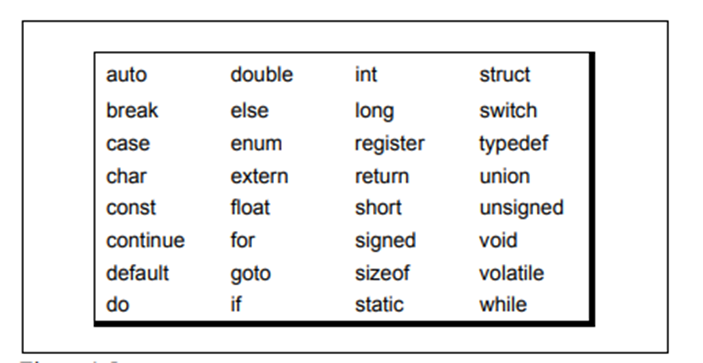 auto double int struct
break else long switch
case enum register typedef
char extern return union
const float short unsigned
continue for signed void
default goto sizeof volatile
do if static while